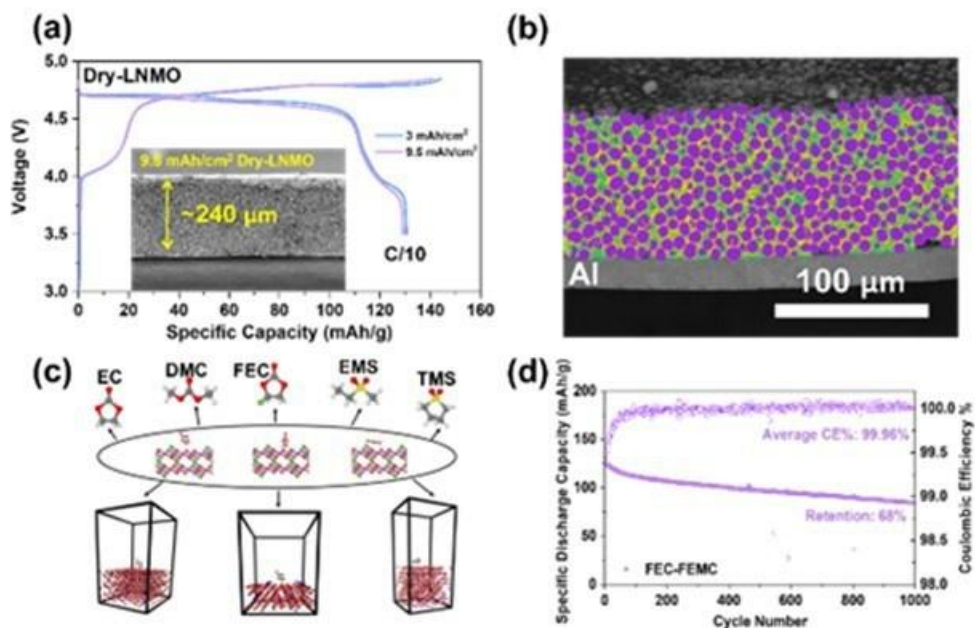 (a)
5.0
Dry-LNMO
4.5
3 mAh/cm²
9.5 mAh/cm²
Voltage (V)
9.5 mAh/cm² Dry-LNMO
4.0
~240 μm
3.5
C/10
3.0
0 20 40 60 80 100 120 140 160
Specific Capacity (mAh/g)
(b)
Al
100 μm
(c)
EC
DMC
FEC
EMS
TMS
(d)
Specific Discharge Capacity (mAh/g)
200
150
100
50
0
100.0
99.5
99.0
98.5
98.0
Coulombic Efficiency %
Average CE%: 99.96%
Retention: 68%
FEC-FEMC
0 200 400 600 800 1000
Cycle Number